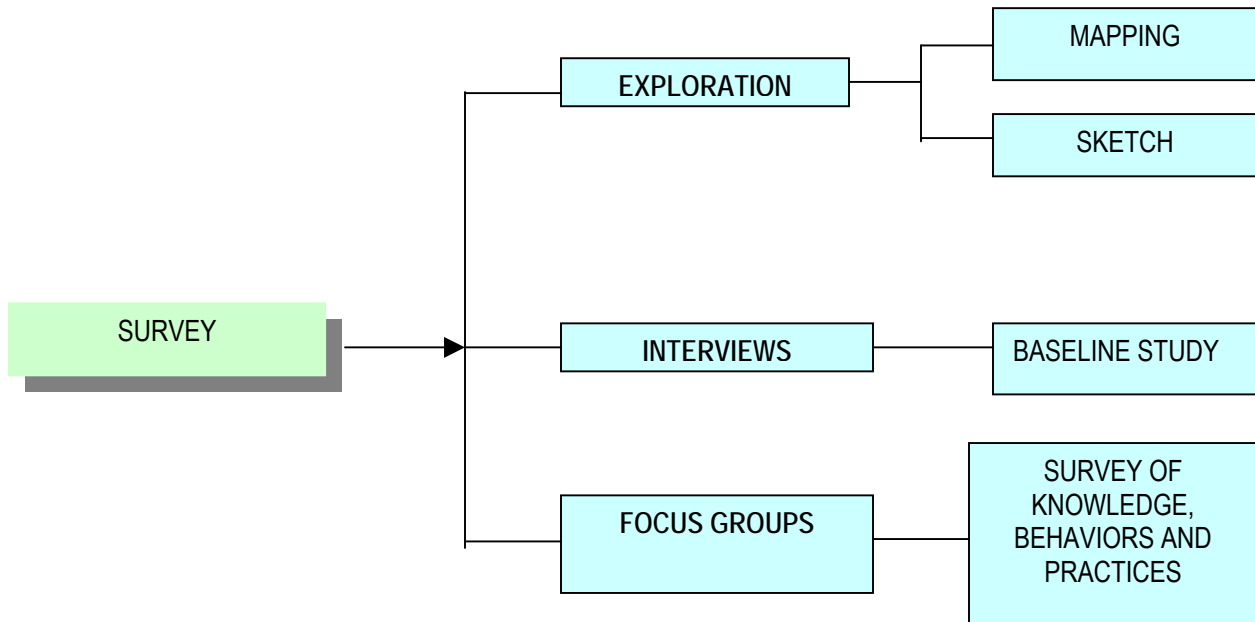 MAPPING
EXPLORATION
SKETCH
SURVEY
INTERVIEWS
BASELINE STUDY
FOCUS GROUPS
SURVEY OF
KNOWLEDGE,
BEHAVIORS AND
PRACTICES